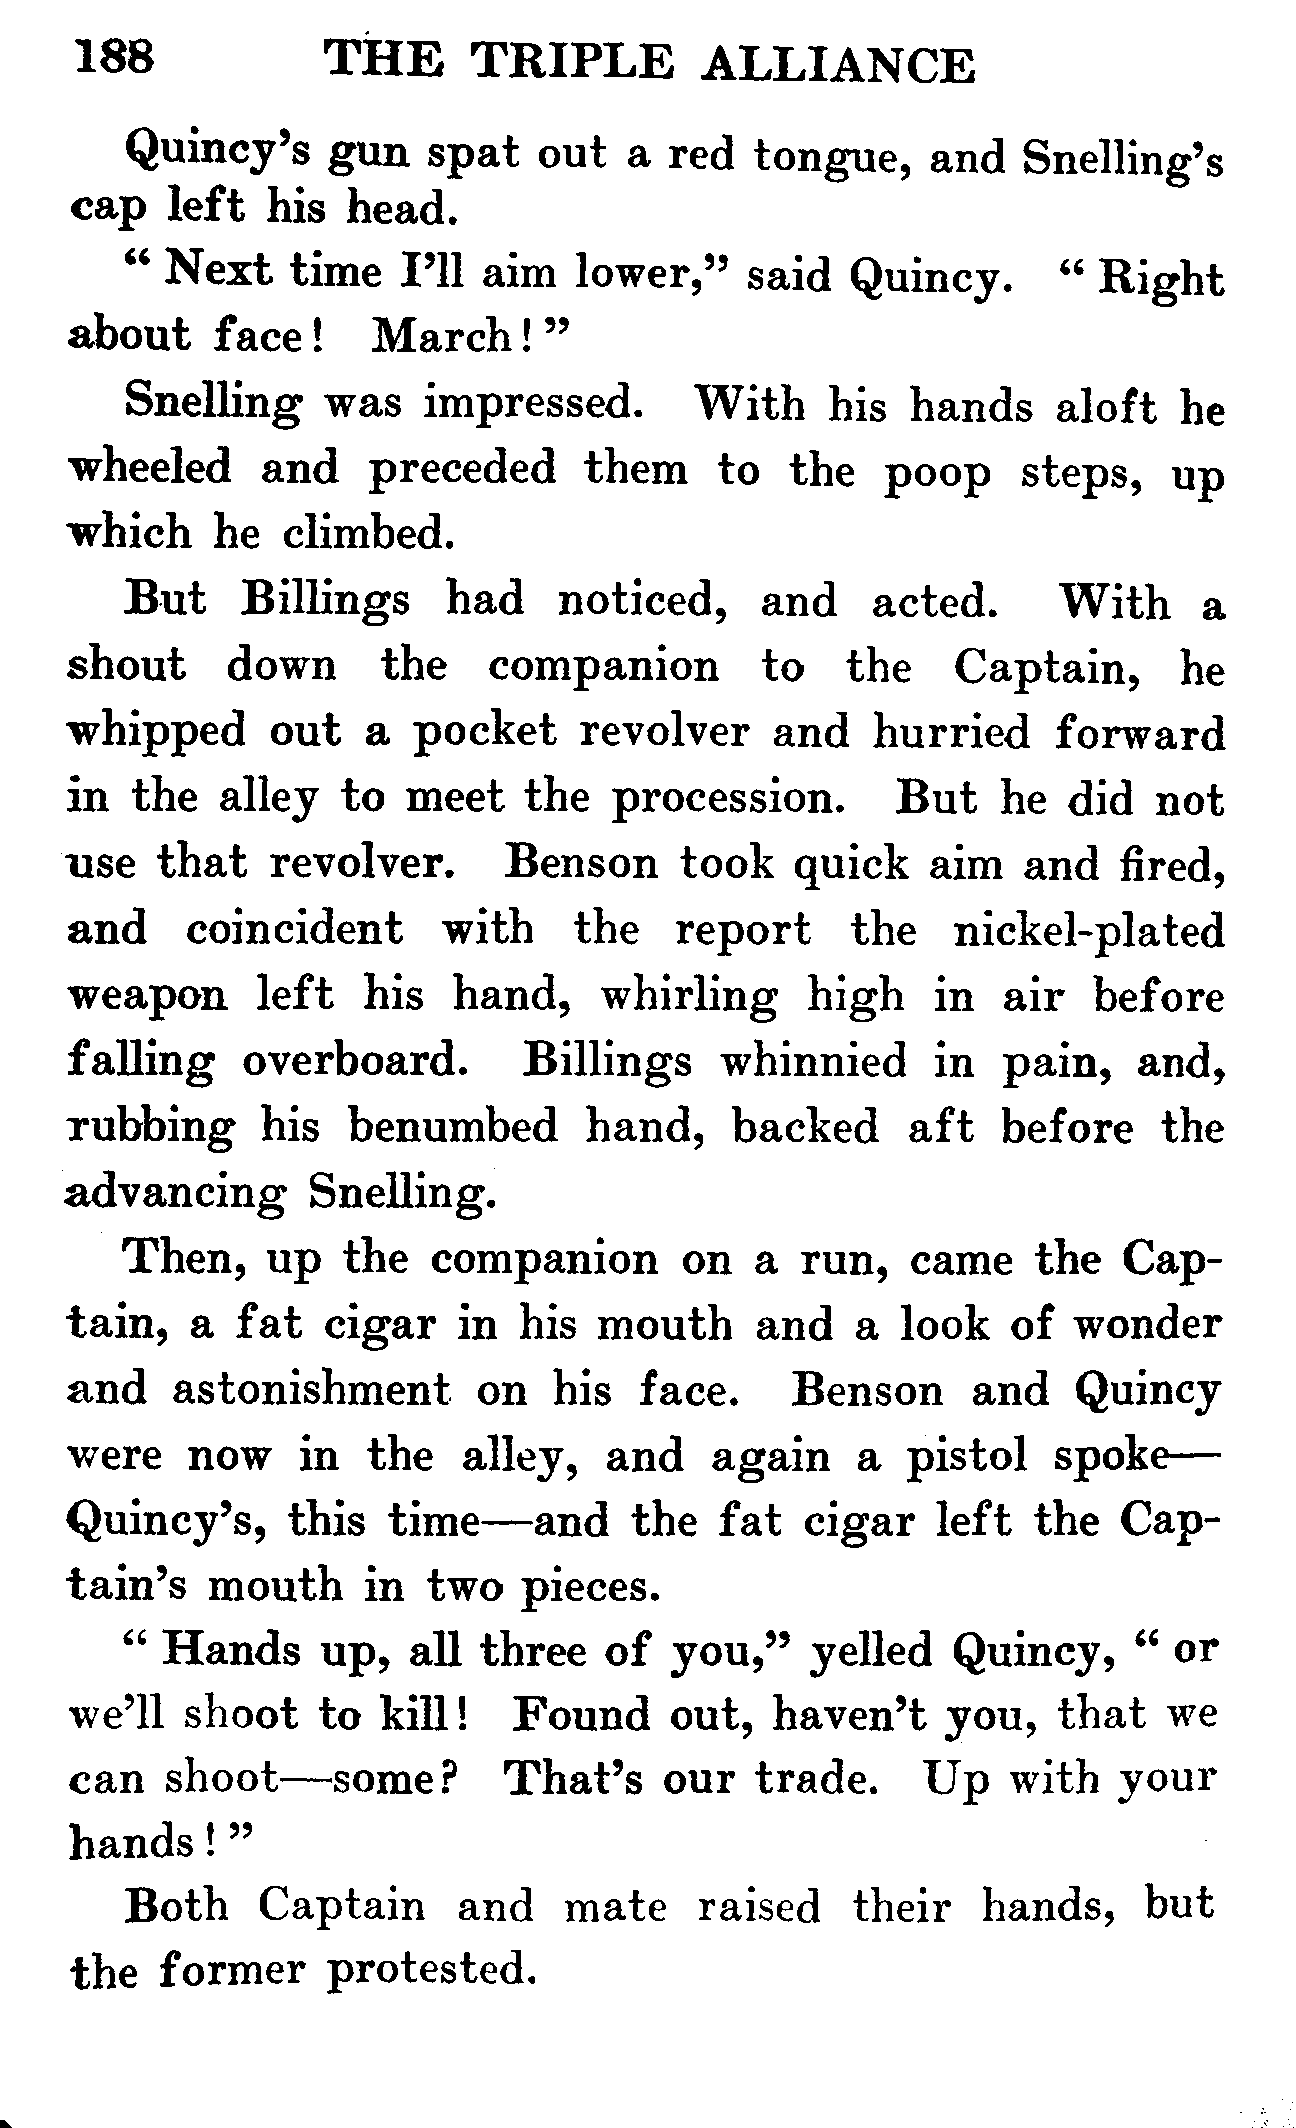 188 THE TRIPLE ALLIANCE
Quincy's gun spat out a red tongue, and Snelling's
cap left his head.
" Next time I'll aim lower," said Quincy. " Right
about face! March!"
Snelling was impressed. With his hands aloft he
wheeled and preceded them to the poop steps, up
which he climbed.
But Billings had noticed, and acted. With a
shout down the companion to the Captain, he
whipped out a pocket revolver and hurried forward
in the alley to meet the procession. But he did not
use that revolver. Benson took quick aim and fired,
and coincident with the report the nickel-plated
weapon left his hand, whirling high in air before
falling overboard. Billings whinnied in pain, and,
rubbing his benumbed hand, backed aft before the
advancing Snelling.
Then, up the companion on a run, came the Cap-
tain, a fat cigar in his mouth and a look of wonder
and astonishment on his face. Benson and Quincy
were now in the alley, and again a pistol spoke—
Quincy's, this time—and the fat cigar left the Cap-
tain's mouth in two pieces.
" Hands up, all three of you," yelled Quincy, " or
we'll shoot to kill! Found out, haven't you, that we
can shoot—some? That's our trade. Up with your
hands!"
Both Captain and mate raised their hands, but
the former protested.